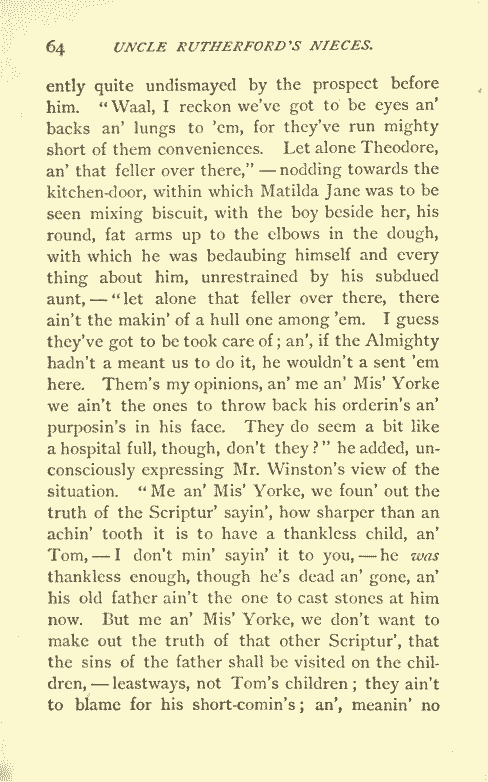 64 UNCLE RUTHERFORD'S NIECES.
ently quite undismayed by the prospect before
him. "Waal, I reckon we've got to be eyes an'
backs an' lungs to 'em, for they've run mighty
short of them conveniences. Let alone Theodore,
an' that feller over there," — nodding towards the
kitchen-door, within which Matilda Jane was to be
seen mixing biscuit, with the boy beside her, his
round, fat arms up to the elbows in the dough,
with which he was bedaubing himself and every
thing about him, unrestrained by his subdued
aunt, — "let alone that feller over there, there
ain't the makin' of a hull one among 'em. I guess
they've got to be took care of; an', if the Almighty
hadn't a meant us to do it, he wouldn't a sent 'em
here. Them's my opinions, an' me an' Mis' Yorke
we ain't the ones to throw back his orderin's an'
purposin's in his face. They do seem a bit like
a hospital full, though, don't they?" he added, un-
consciously expressing Mr. Winston's view of the
situation. "Me an' Mis' Yorke, we foun' out the
truth of the Scriptur' sayin', how sharper than an
achin' tooth it is to have a thankless child, an'
Tom, — I don't min' sayin' it to you, — he was
thankless enough, though he's dead an' gone, an'
his old father ain't the one to cast stones at him
now. But me an' Mis' Yorke, we don't want to
make out the truth of that other Scriptur', that
the sins of the father shall be visited on the chil-
dren, — leastways, not Tom's children; they ain't
to blame for his short-comin's; an', meanin' no